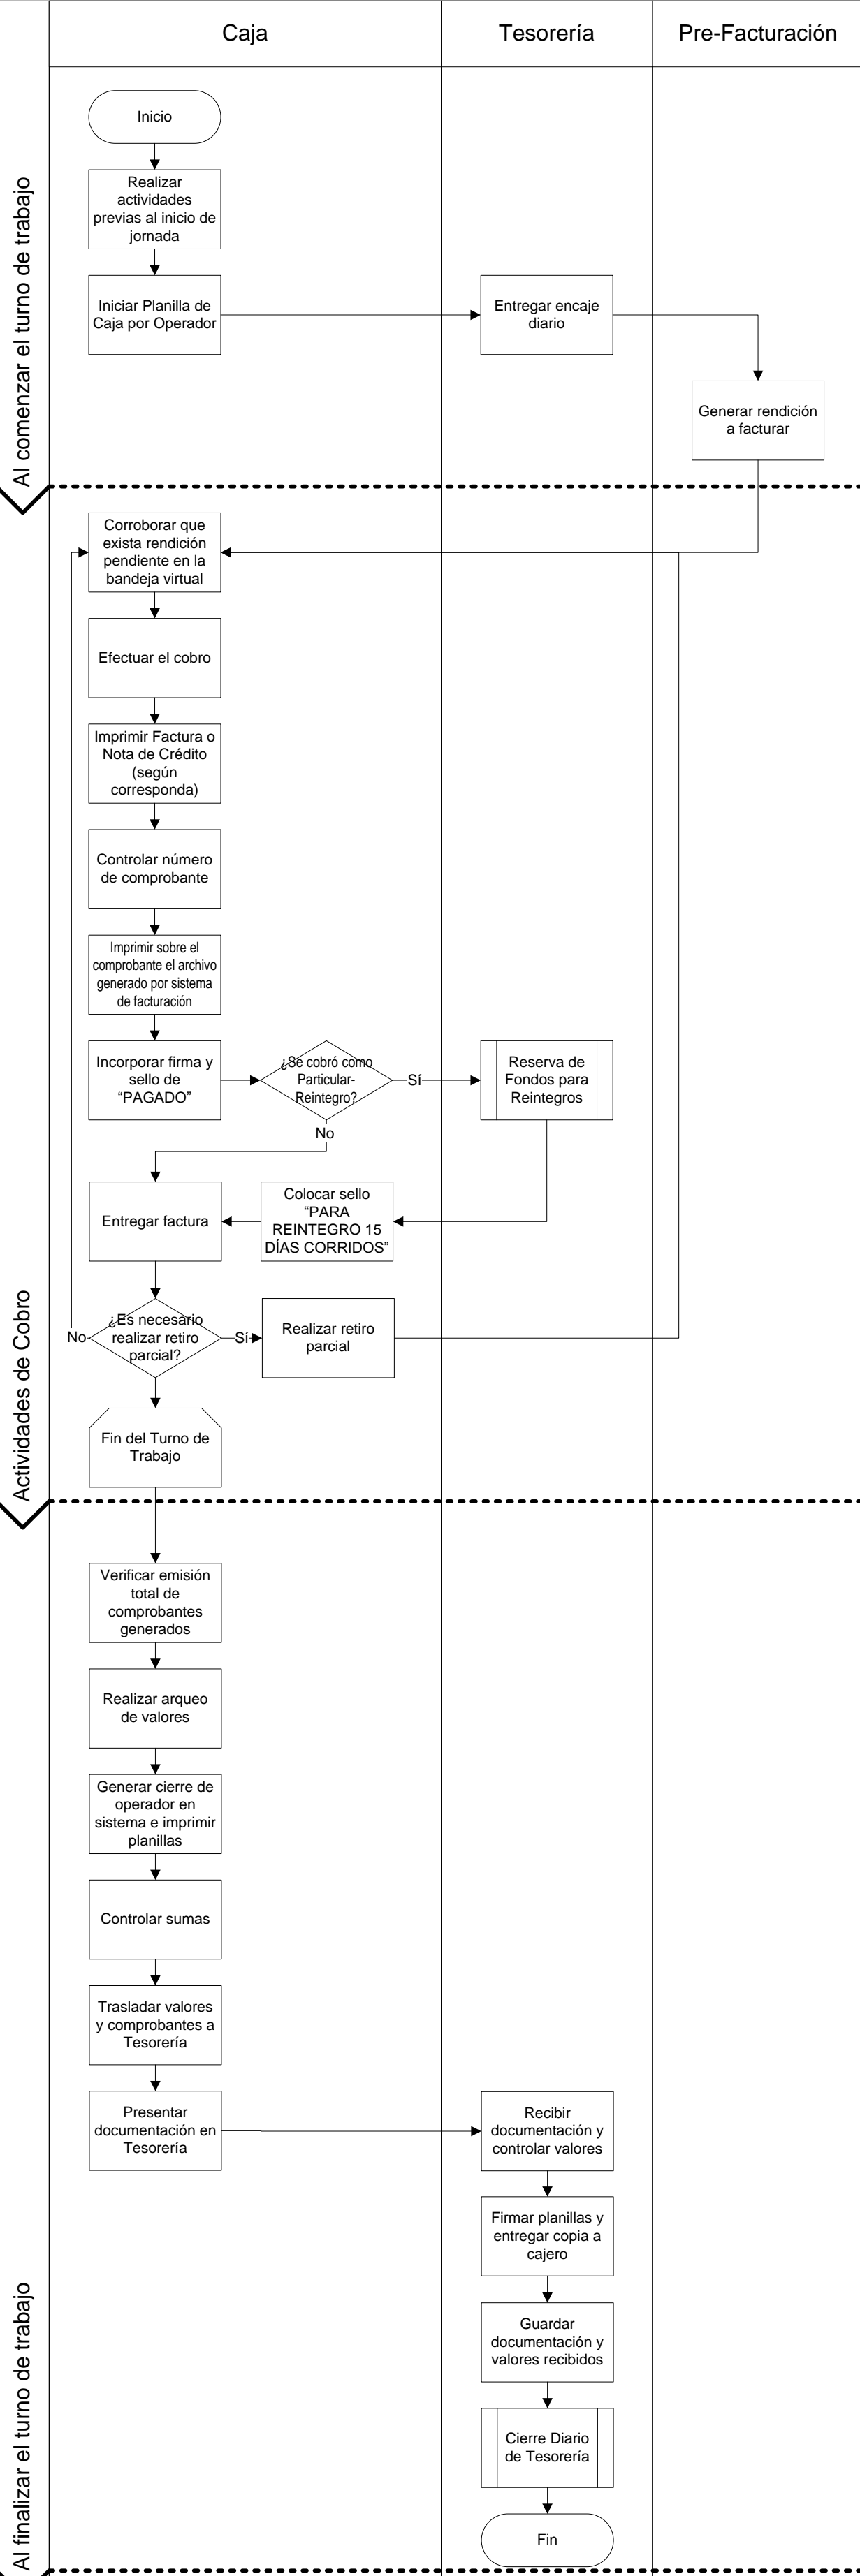 Caja
Tesorería
Pre-Facturación
Al comenzar el turno de trabajo
Inicio
Realizar
actividades
previas al inicio de
jornada
Iniciar Planilla de
Caja por Operador
Entregar encaje
diario
Generar rendición
a facturar
Actividades de Cobro
Corroborar que
exista rendición
pendiente en la
bandeja virtual
Efectuar el cobro
Imprimir Factura o
Nota de Crédito
(según
corresponda)
Controlar número
de comprobante
Imprimir sobre el
comprobante el archivo
generado por sistema
de facturación
Incorporar firma y
sello de
“PAGADO”
¿Se cobró como
Particular-
Reintegro?
Sí
No
Reserva de
Fondos para
Reintegros
Colocar sello
“PARA
REINTEGRO 15
DÍAS CORRIDOS”
Entregar factura
¿Es necesario
realizar retiro
parcial?
No
Sí
Realizar retiro
parcial
Fin del Turno de
Trabajo
Al finalizar el turno de trabajo
Verificar emisión
total de
comprobantes
generados
Realizar arqueo
de valores
Generar cierre de
operador en
sistema e imprimir
planillas
Controlar sumas
Trasladar valores
y comprobantes a
Tesorería
Presentar
documentación en
Tesorería
Recibir
documentación y
controlar valores
Firmar planillas y
entregar copia a
cajero
Guardar
documentación y
valores recibidos
Cierre Diario
de Tesorería
Fin